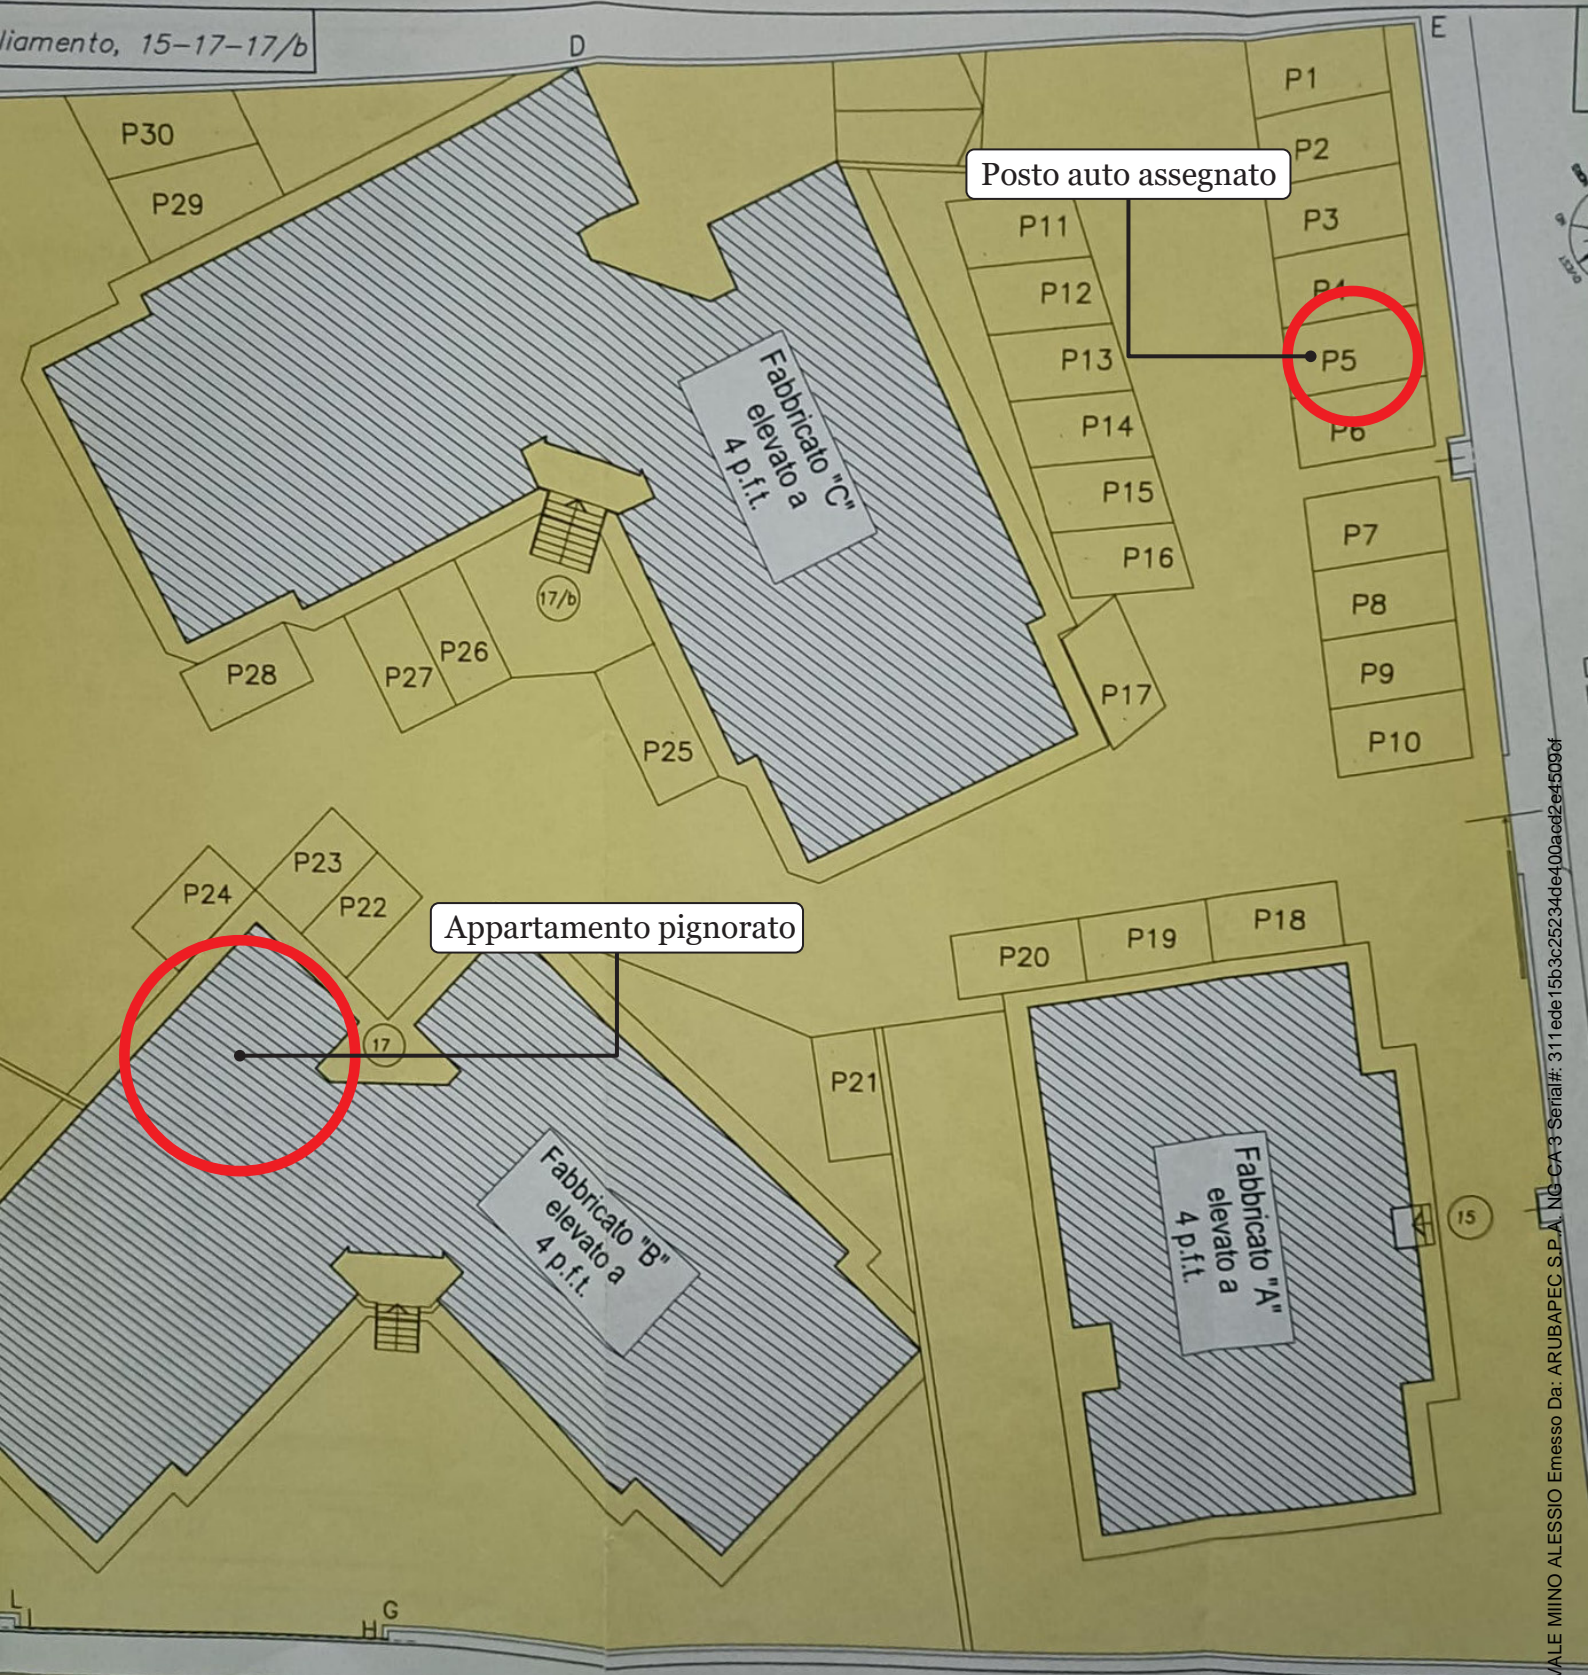 liamento, 15-17-17/b
D
E
P1
P2
P3
P4
P5
P6
P7
P8
P9
P10
Posto auto assegnato
P11
P12
P13
P14
P15
P16
P17
P30
P29
Fabbricato "C"
elevato a
4 p.f.t.
17/b
P28
P27
P26
P25
P24
P23
P22
Appartamento pignorato
17
P20
P19
P18
P21
Fabbricato "B"
elevato a
4 p.f.t.
Fabbricato "A"
elevato a
4 p.f.t.
15
L
I
H
G
OVEST
MINO ALESSIO Emesso Da: ARUBAPEC S.P.A. NG CA 3 Serial#: 311ede15b3c25234de400acd2e4509cf